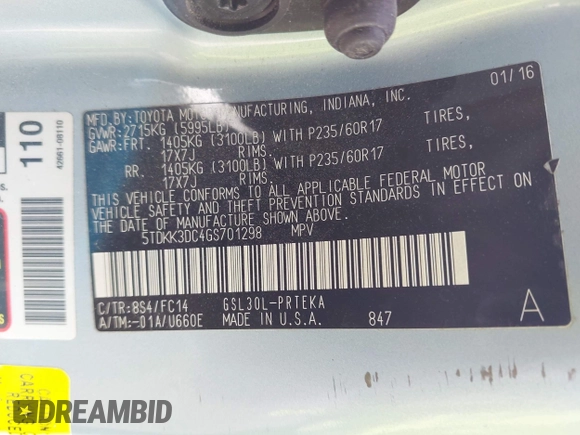 01/16
MFD.BY:TOYOTA MOTOR MANUFACTURING, INDIANA, INC.
GVWR:2715KG (5995LB)
GAWR:FRT. 1405KG (3100LB) WITH P235/60R17 TIRES,
17X7J RIMS,
RR. 1405KG (3100LB) WITH P235/60R17 TIRES,
17X7J RIMS.
THIS VEHICLE CONFORMS TO ALL APPLICABLE FEDERAL MOTOR
VEHICLE SAFETY AND THEFT PREVENTION STANDARDS IN EFFECT ON
THE DATE OF MANUFACTURE SHOWN ABOVE.
5TDKK3DC4GS701298 MPV
C/TR:8S4/FC14 GSL30L-PRTEKA
A/TM:-01A/U660E MADE IN U.S.A. 847
A
110
42661-08110
DREAMBID